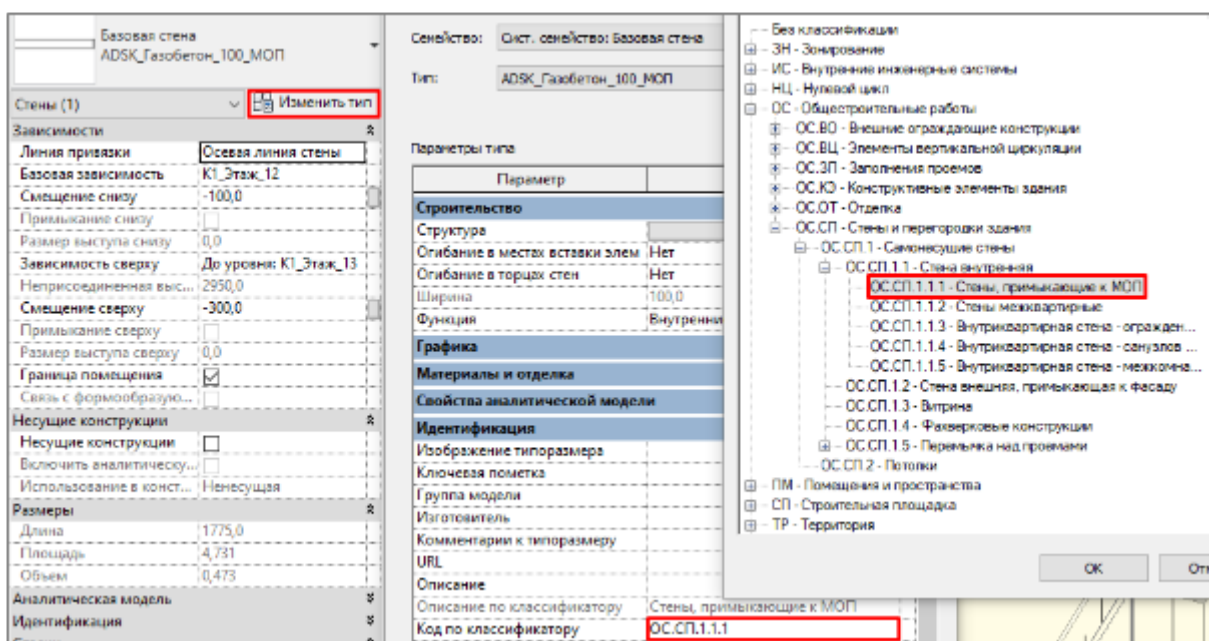 Базовая стена
ADSK_Газобетон_100_МОП
Стены (1)
Изменить тип
Зависимости
Линия привязки Осевая линия стены
Базовая зависимость К1_Этаж_12
Смещение снизу -100,0
Примыкание снизу
Размер выступа снизу 0,0
Зависимость сверху До уровня: К1_Этаж_13
Неприсоединенная выс... 2950,0
Смещение сверху -300,0
Примыкание сверху
Размер выступа сверху 0,0
Граница помещения
Связь с формообразую...
Несущие конструкции
Несущие конструкции
Включить аналитическу...
Использование в конст... Ненесущая
Размеры
Длина 1775,0
Площадь 4,731
Объем 0,473
Аналитическая модель
Идентификация
Семейство: Сист. семейство: Базовая стена
Тип: ADSK_Газобетон_100_МОП
Параметры типа
Параметр
Строительство
Структура
Огибание в местах вставки элем Нет
Огибание в торцах стен Нет
Ширина 100,0
Функция Внутренни
Графика
Материалы и отделка
Свойства аналитической модели
Идентификация
Изображение типоразмера
Ключевая пометка
Группа модели
Изготовитель
Комментарии к типоразмеру
URL
Описание
Описание по классификатору Стены, примыкающие к МОП
Код по классификатору ОС.СП.1.1.1
Без классификации
ЗН - Зонирование
ИС - Внутренние инженерные системы
НЦ - Нулевой цикл
ОС - Общестроительные работы
ОС.ВО - Внешние ограждающие конструкции
ОС.ВЦ - Элементы вертикальной циркуляции
ОС.ЗП - Заполнения проемов
ОС.КЭ - Конструктивные элементы здания
ОС.ОТ - Отделка
ОС.СП - Стены и перегородки здания
ОС.СП.1 - Самонесущие стены
ОС.СП.1.1 - Стена внутренняя
ОС.СП.1.1.1 - Стены, примыкающие к МОП
ОС.СП.1.1.2 - Стены межквартирные
ОС.СП.1.1.3 - Внутриквартирная стена - огражден...
ОС.СП.1.1.4 - Внутриквартирная стена - санузлов ...
ОС.СП.1.1.5 - Внутриквартирная стена - межкомна...
ОС.СП.1.2 - Стена внешняя, примыкающая к фасаду
ОС.СП.1.3 - Витрина
ОС.СП.1.4 - Фахверковые конструкции
ОС.СП.1.5 - Перемычка над проемами
ОС.СП.2 - Потолки
ПМ - Помещения и пространства
СП - Строительная площадка
ТР - Территория
ОК